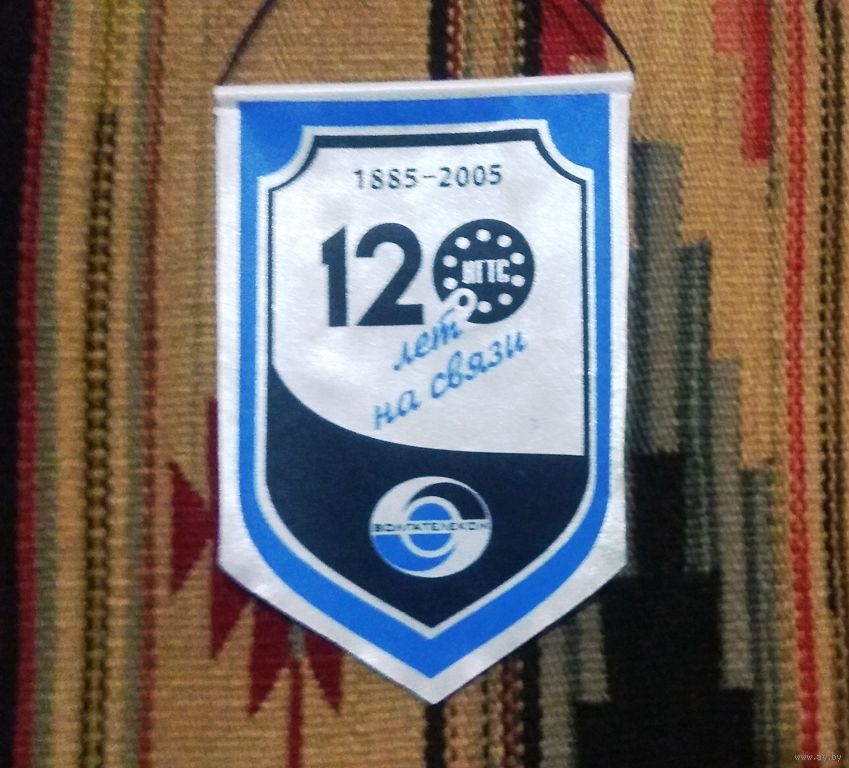 1885-2005
120
НГТС
лет
на связи
ВОЛГАТЕЛЕКОМ
www.ay.by